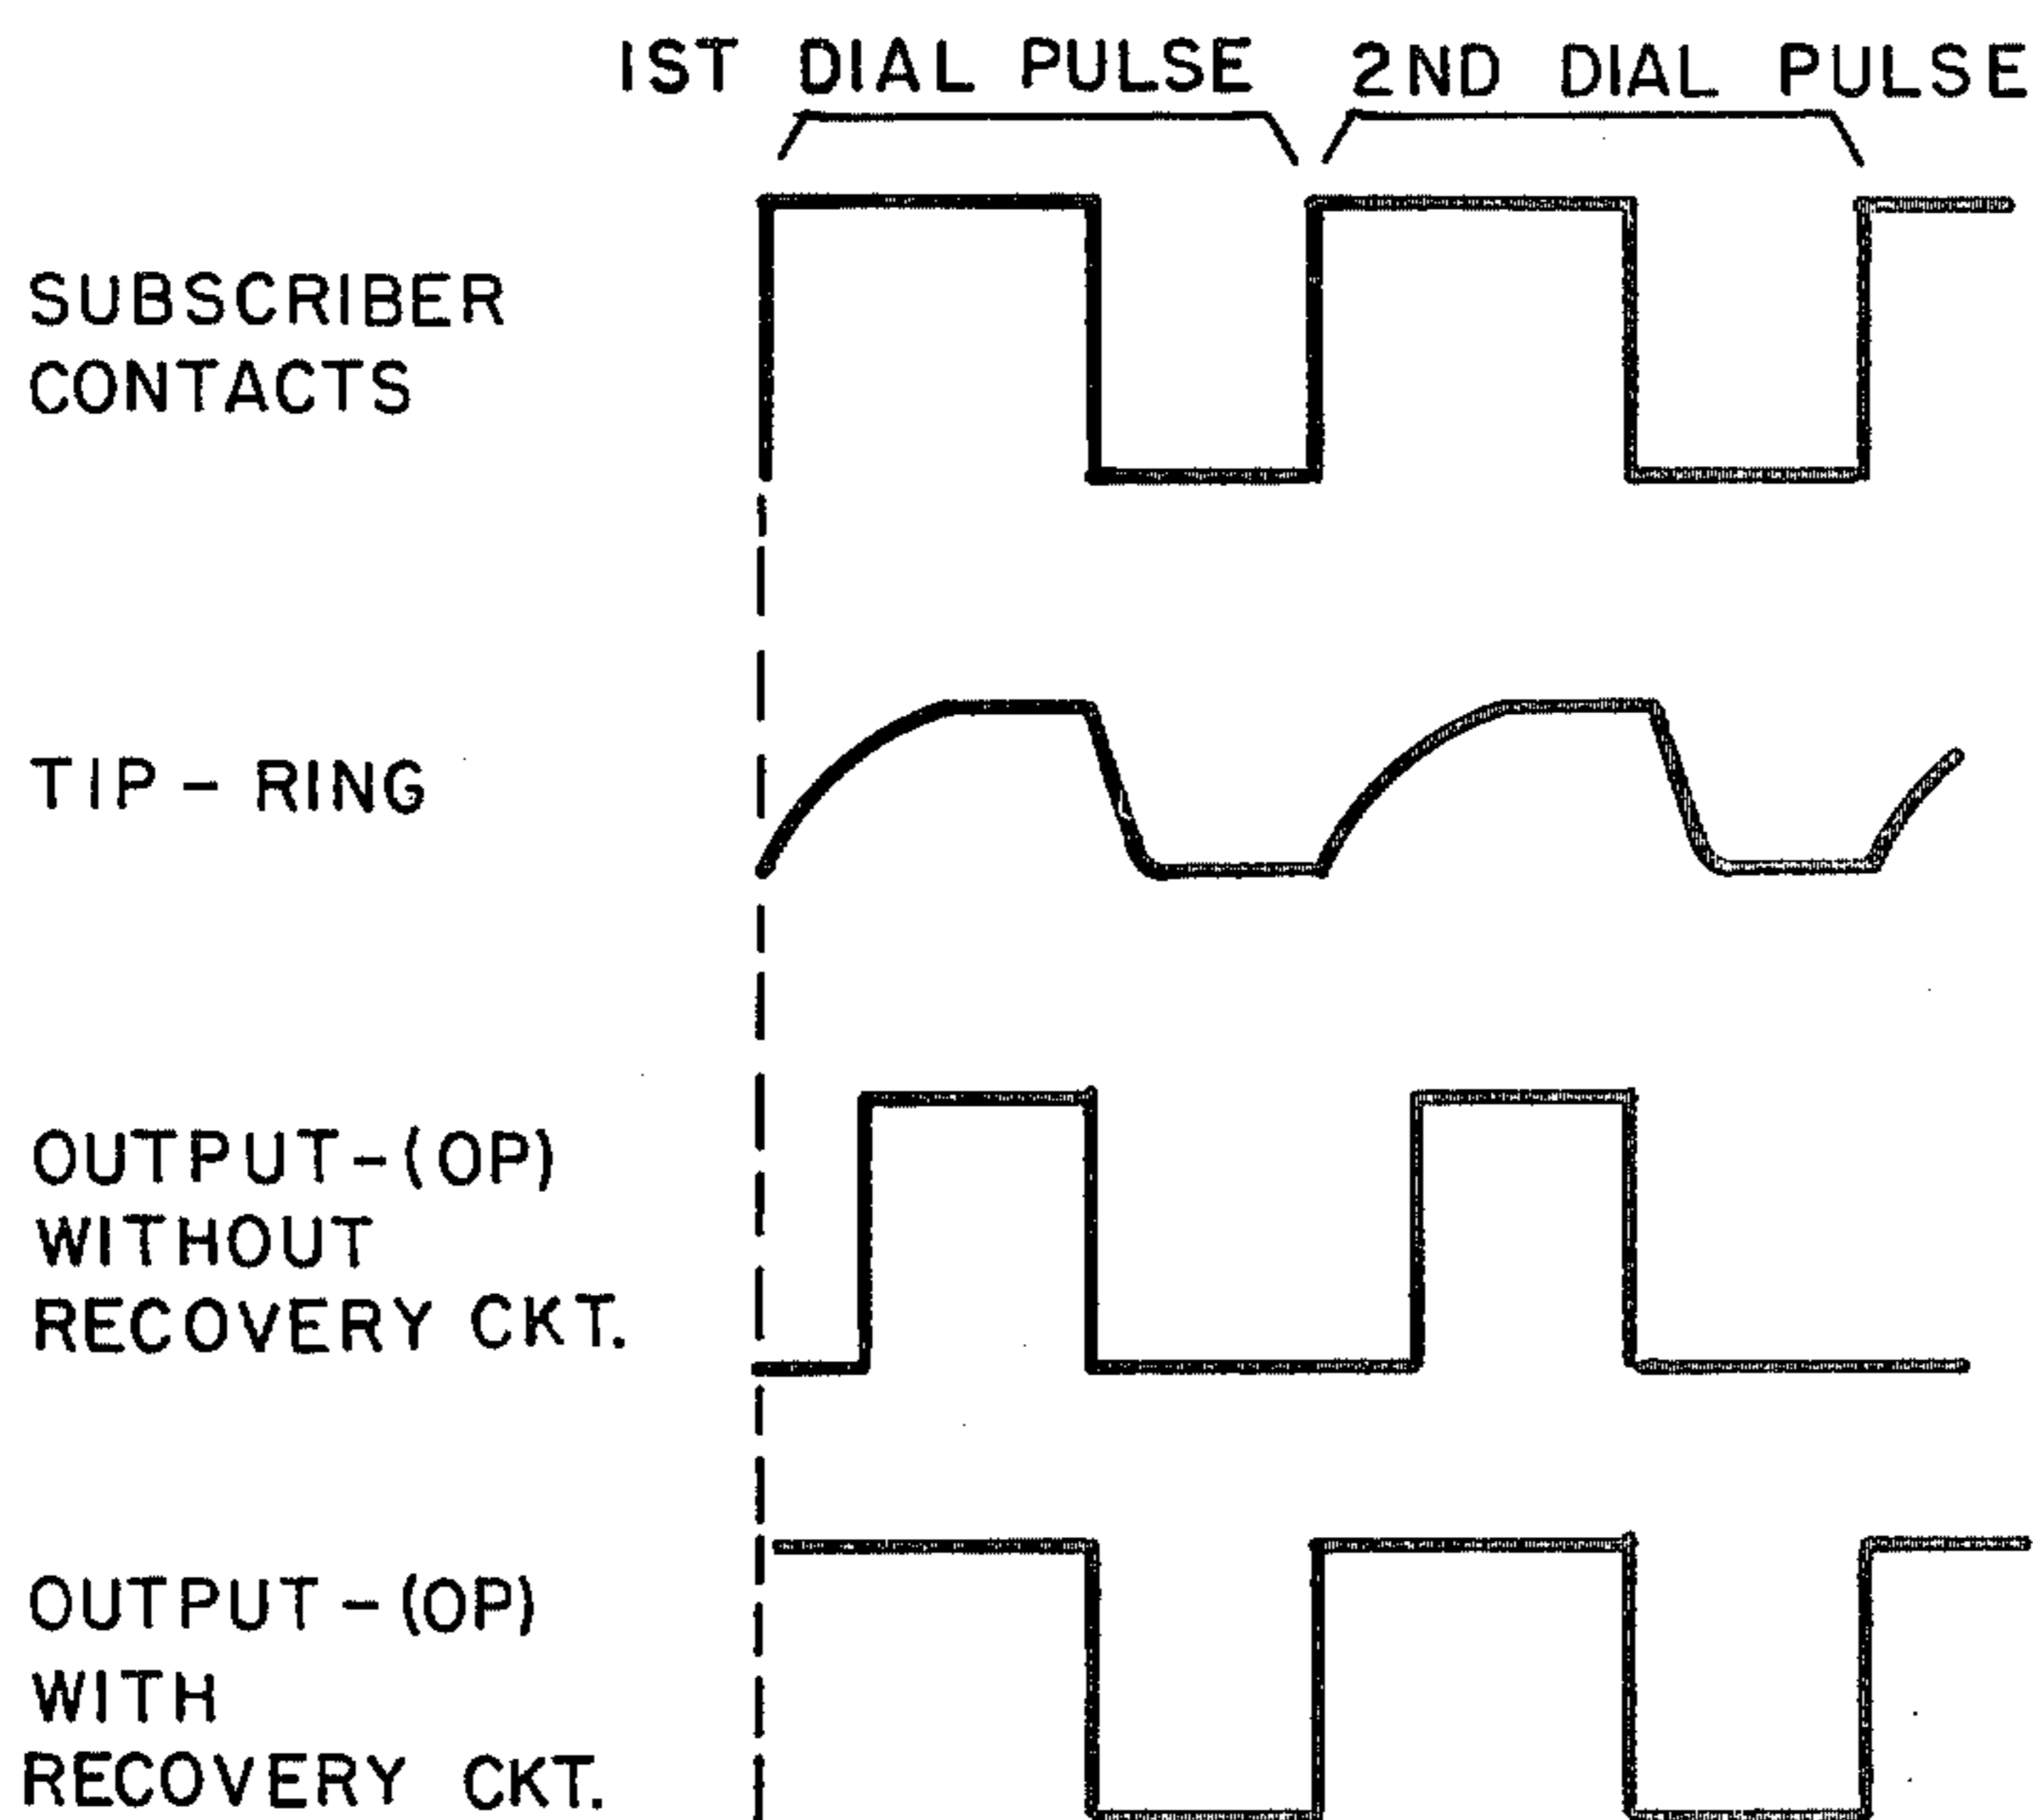 1ST DIAL PULSE 2ND DIAL PULSE
SUBSCRIBER
CONTACTS
TIP - RING
OUTPUT-(OP)
WITHOUT
RECOVERY CKT.
OUTPUT-(OP)
WITH
RECOVERY CKT.